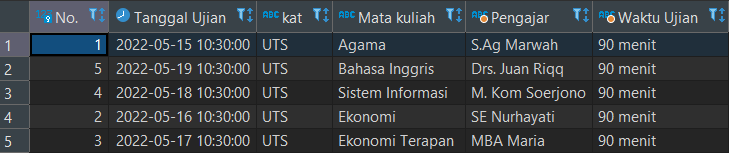 No. Tanggal Ujian ABC kat ABC Mata kuliah ABC Pengajar ABC Waktu Ujian
1 1 2022-05-15 10:30:00 UTS Agama S.Ag Marwah 90 menit
2 5 2022-05-19 10:30:00 UTS Bahasa Inggris Drs. Juan Riqq 90 menit
3 4 2022-05-18 10:30:00 UTS Sistem Informasi M. Kom Soerjono 90 menit
4 2 2022-05-16 10:30:00 UTS Ekonomi SE Nurhayati 90 menit
5 3 2022-05-17 10:30:00 UTS Ekonomi Terapan MBA Maria 90 menit